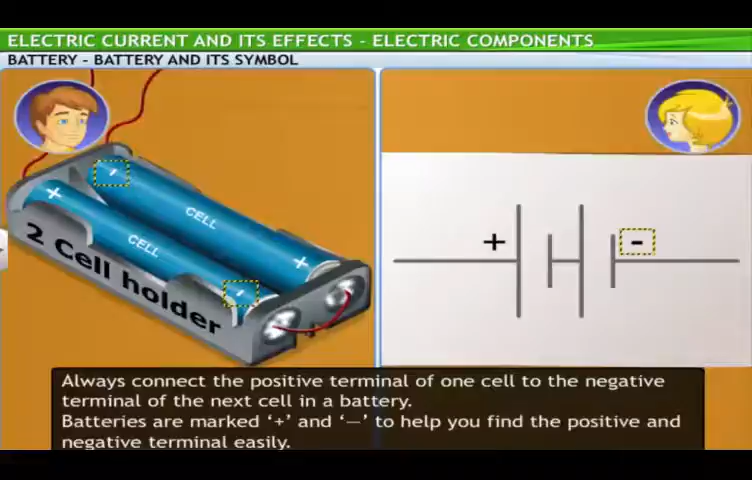 ELECTRIC CURRENT AND ITS EFFECTS - ELECTRIC COMPONENTS
BATTERY - BATTERY AND ITS SYMBOL
-
+
CELL
CELL
+
-
2 Cell holder
+
-
Always connect the positive terminal of one cell to the negative
terminal of the next cell in a battery.
Batteries are marked ‘+’ and ‘—’ to help you find the positive and
negative terminal easily.